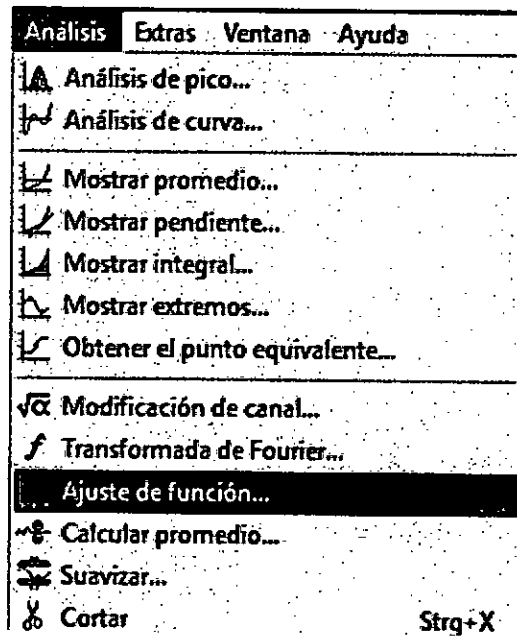 Análisis Extras Ventana Ayuda
Análisis de pico...
Análisis de curva...
Mostrar promedio...
Mostrar pendiente...
Mostrar integral...
Mostrar extremos...
Obtener el punto equivalente...
√α Modificación de canal...
f Transformada de Fourier...
Ajuste de función...
Calcular promedio...
Suavizar...
Cortar Strg+X